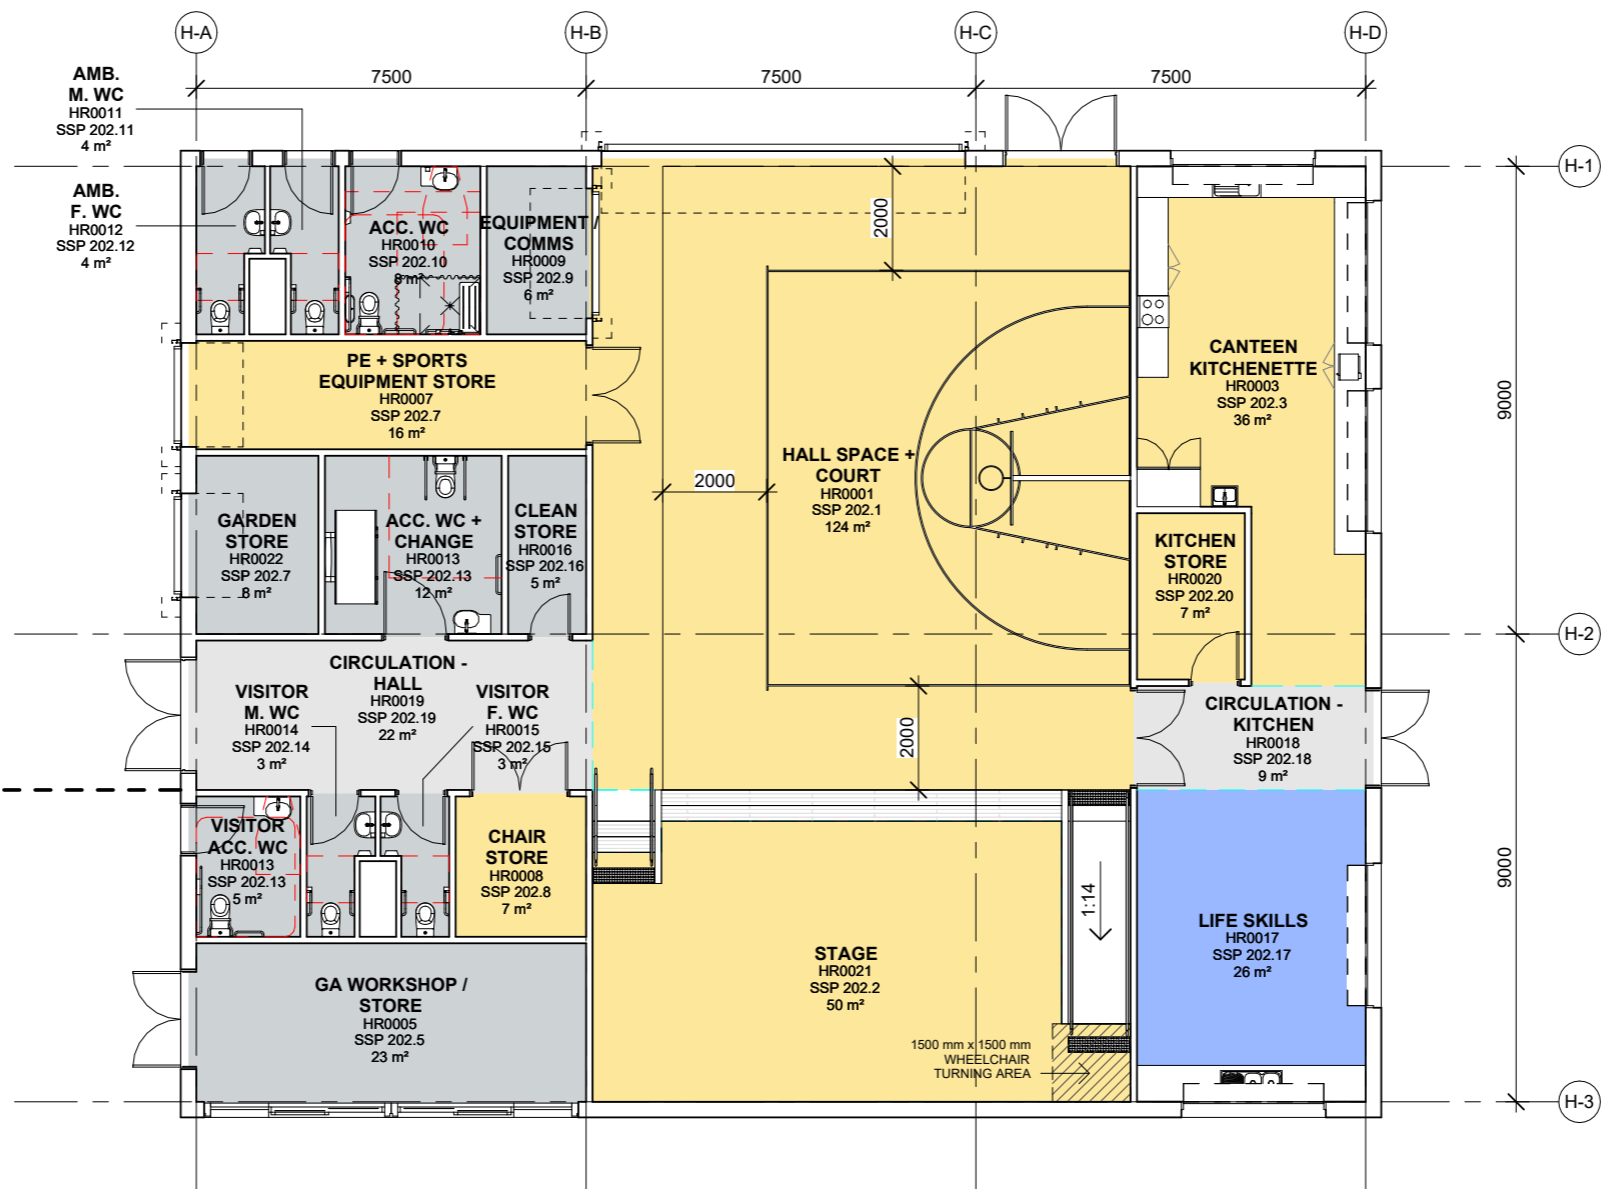 H-A
H-B
H-C
H-D
7500
7500
7500
AMB.
M. WC
HR0011
SSP 202.11
4 m²
AMB.
F. WC
HR0012
SSP 202.12
4 m²
ACC. WC
HR0010
SSP 202.10
8 m²
EQUIPMENT /
COMMS
HR0009
SSP 202.9
6 m²
2000
H-1
PE + SPORTS
EQUIPMENT STORE
HR0007
SSP 202.7
16 m²
CANTEEN
KITCHENETTE
HR0003
SSP 202.3
36 m²
9000
HALL SPACE +
COURT
HR0001
SSP 202.1
124 m²
2000
GARDEN
STORE
HR0022
SSP 202.7
8 m²
ACC. WC +
CHANGE
HR0013
SSP 202.13
12 m²
CLEAN
STORE
HR0016
SSP 202.16
5 m²
KITCHEN
STORE
HR0020
SSP 202.20
7 m²
H-2
CIRCULATION -
HALL
HR0019
SSP 202.19
22 m²
VISITOR
M. WC
HR0014
SSP 202.14
3 m²
VISITOR
F. WC
HR0015
SSP 202.15
3 m²
2000
CIRCULATION -
KITCHEN
HR0018
SSP 202.18
9 m²
VISITOR
ACC. WC
HR0013
SSP 202.13
5 m²
CHAIR
STORE
HR0008
SSP 202.8
7 m²
1:14
9000
LIFE SKILLS
HR0017
SSP 202.17
26 m²
STAGE
HR0021
SSP 202.2
50 m²
GA WORKSHOP /
STORE
HR0005
SSP 202.5
23 m²
1500 mm x 1500 mm
WHEELCHAIR
TURNING AREA
H-3